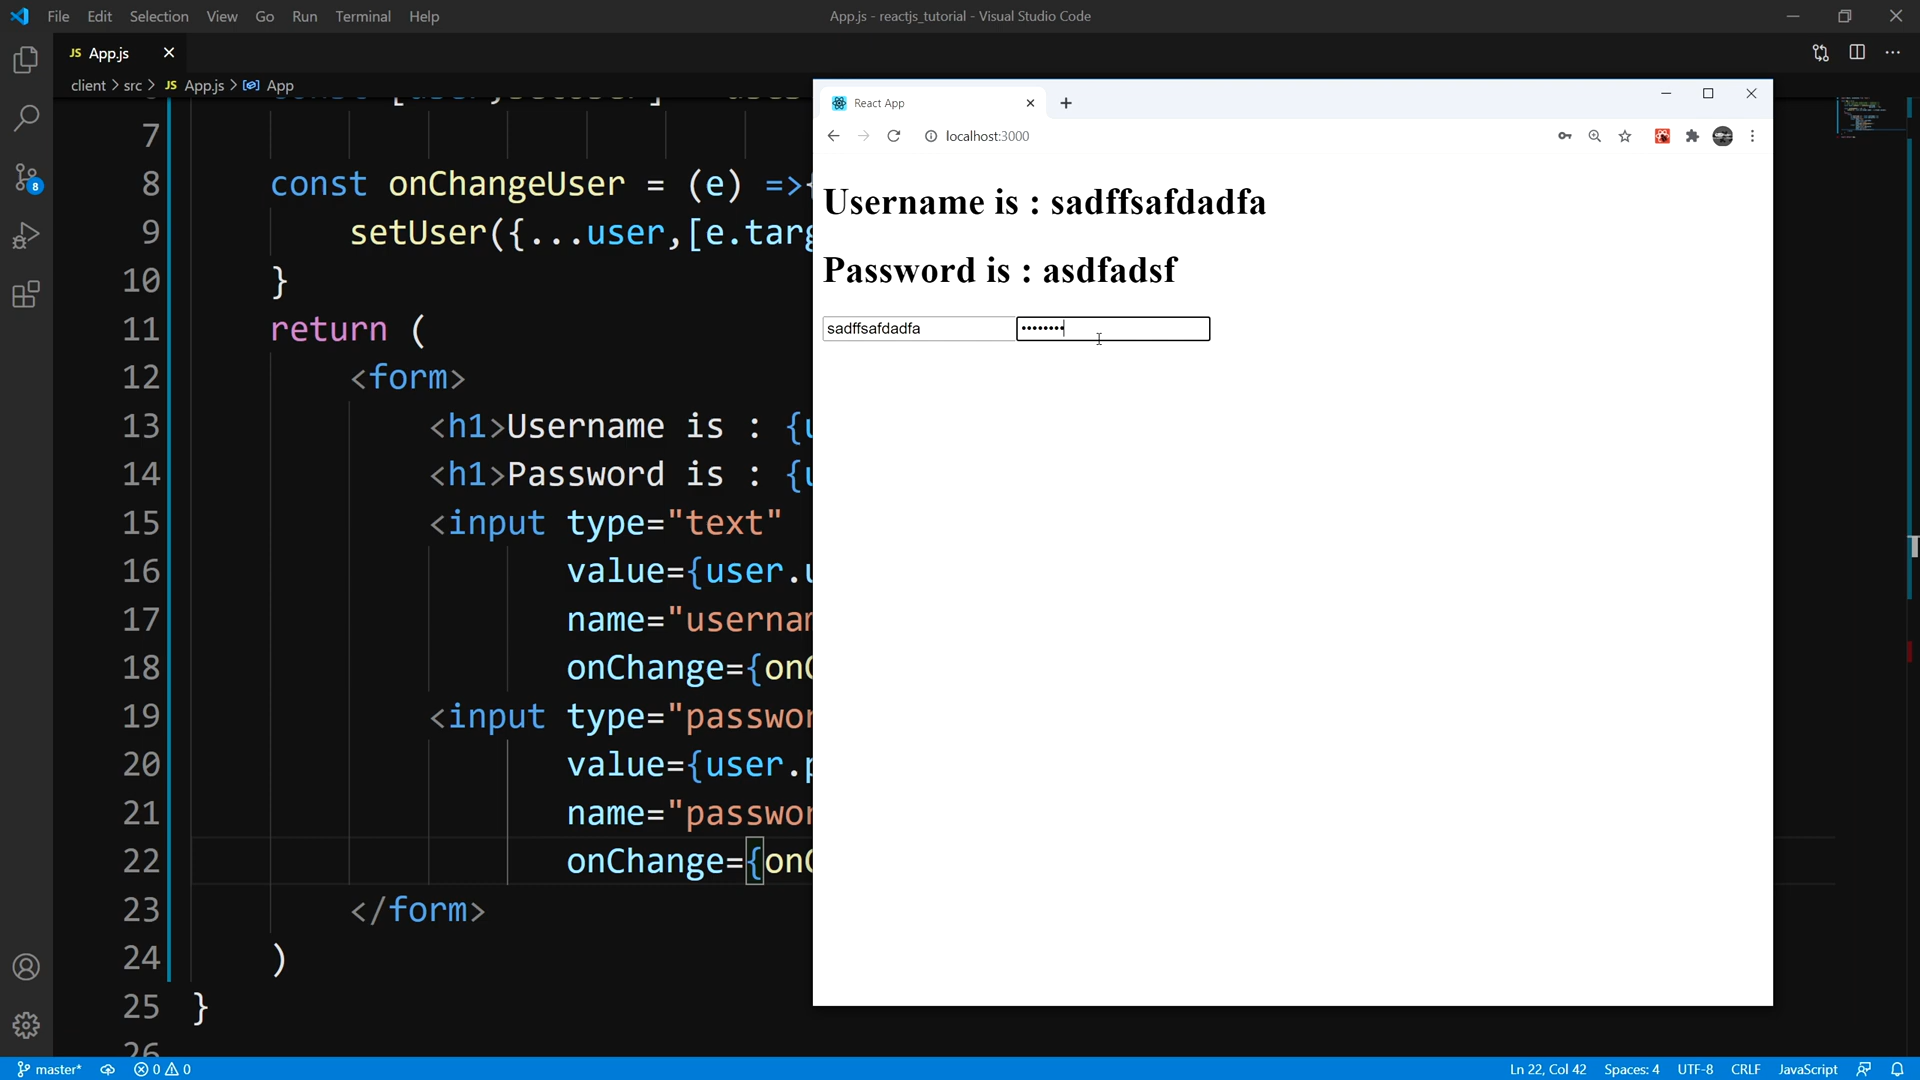 File Edit Selection View Go Run Terminal Help
App.js - reactjs_tutorial - Visual Studio Code
JS App.js
client > src > JS App.js > App
7
8 const onChangeUser = (e) =>{
9 setUser({...user,[e.targ
10 }
11 return (
12 <form>
13 <h1>Username is : {u
14 <h1>Password is : {u
15 <input type="text"
16 value={user.u
17 name="usernam
18 onChange={onC
19 <input type="passwor
20 value={user.p
21 name="passwor
22 onChange={onC
23 </form>
24 )
25 }
26
React App
localhost:3000
Username is : sadffsafdadfa
Password is : asdfadsf
sadffsafdadfa ••••••••
8
master* 0 0 Ln 22, Col 42 Spaces: 4 UTF-8 CRLF JavaScript